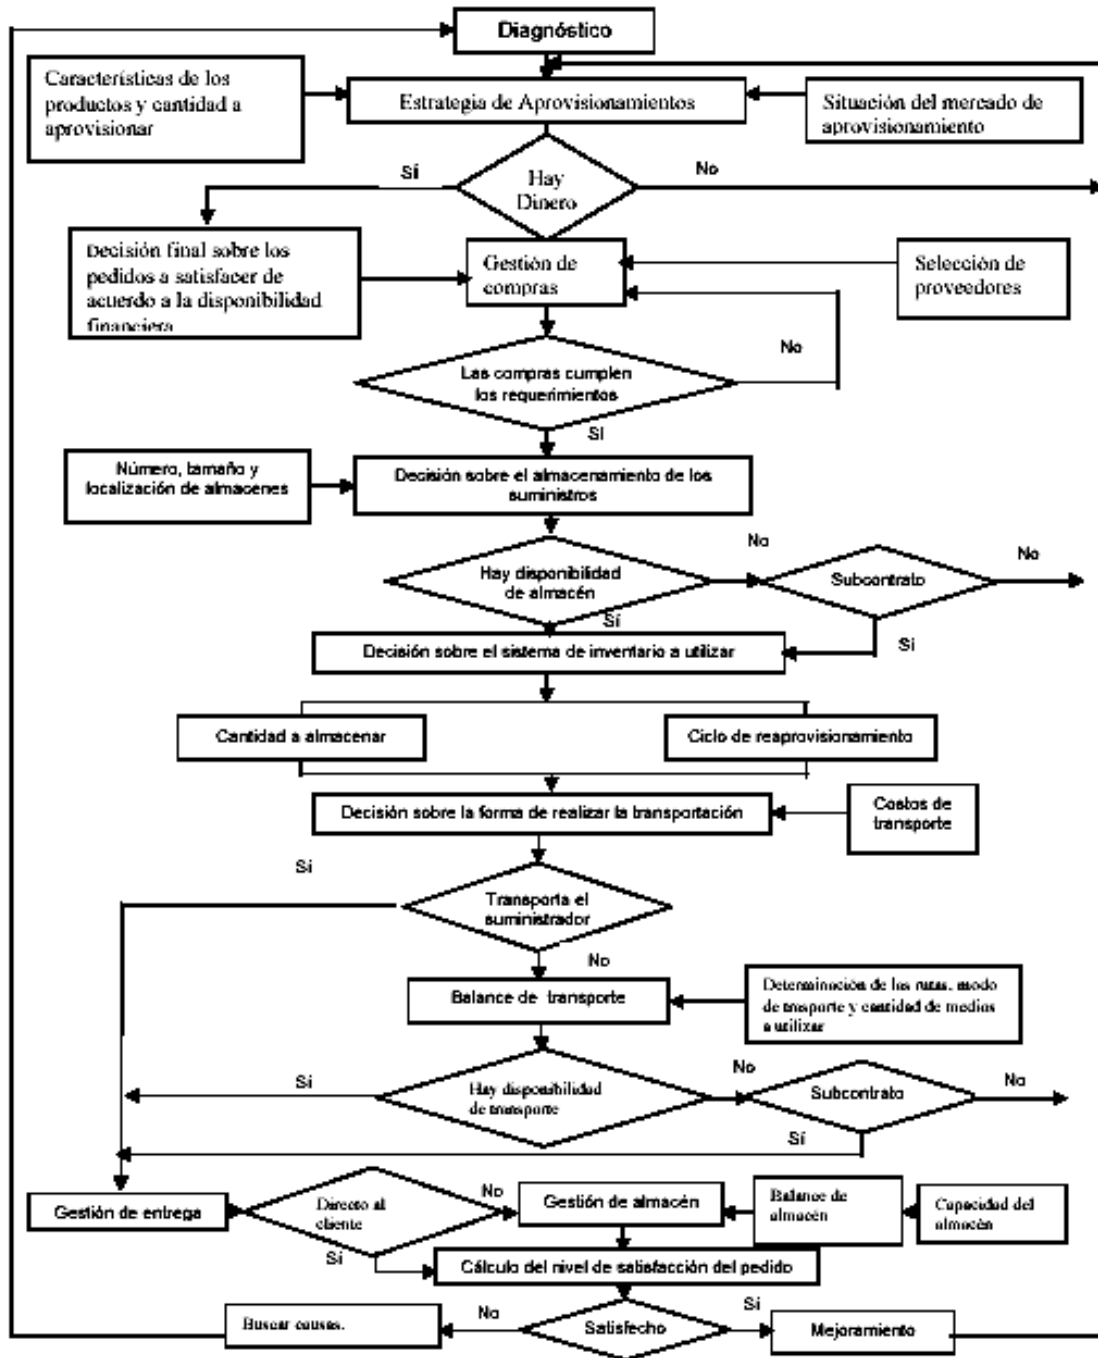 Diagnóstico
Características de los
productos y cantidad a
aprovisionar
Estrategia de Aprovisionamientos
Situación del mercado de
aprovisionamiento
Sí
Hay
Dinero
No
Decisión final sobre los
pedidos a satisfacer de
acuerdo a la disponibilidad
financiera
Gestión de
compras
Selección de
proveedores
No
Las compras cumplen
los requerimientos
Sí
Número, tamaño y
localización de almacenes
Decisión sobre el almacenamiento de los
suministros
Hay disponibilidad
de almacén
No
Subcontrato
No
Sí
Sí
Decisión sobre el sistema de inventario a utilizar
Cantidad a almacenar
Ciclo de reaprovisionamiento
Decisión sobre la forma de realizar la transportación
Costos de
transporte
Sí
Transporta el
suministrador
No
Balance de transporte
Determinación de las rutas, modo
de trasporte y cantidad de medios
a utilizar
Sí
Hay disponibilidad
de transporte
No
Subcontrato
No
Sí
Gestión de entrega
Directo al
cliente
No
Gestión de almacén
Balance de
almacén
Capacidad del
almacén
Sí
Cálculo del nivel de satisfacción del pedido
Buscar causas.
No
Satisfecho
Sí
Mejoramiento